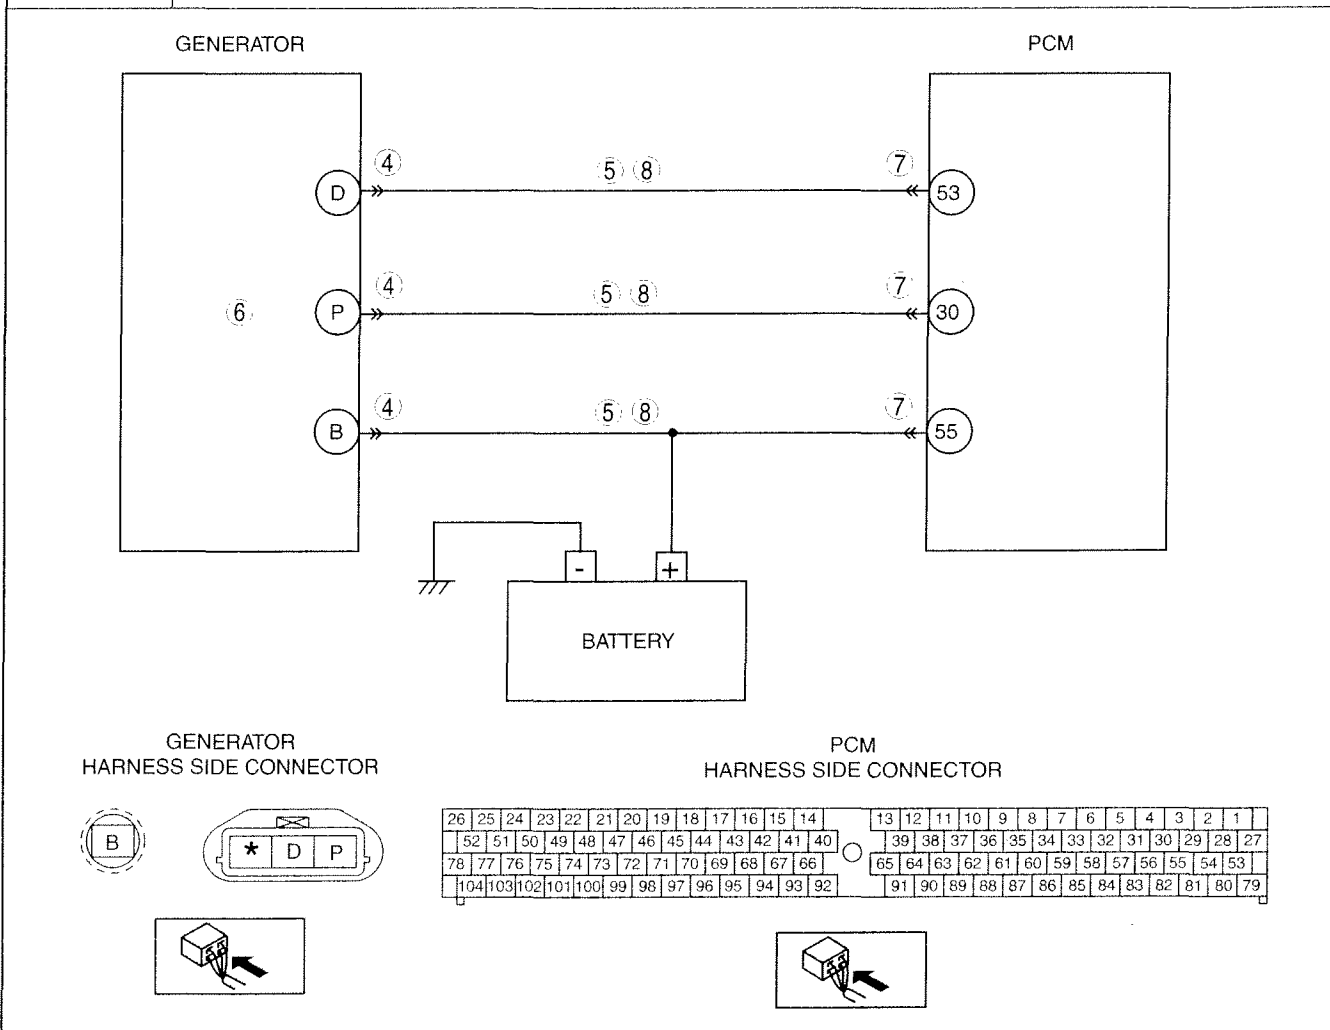 GENERATOR PCM
4 5 8 7
D 53
4 5 8 7
6 P 30
4 5 8 7
B 55
- +
BATTERY
GENERATOR
HARNESS SIDE CONNECTOR
B * D P
PCM
HARNESS SIDE CONNECTOR
26 25 24 23 22 21 20 19 18 17 16 15 14 13 12 11 10 9 8 7 6 5 4 3 2 1
52 51 50 49 48 47 46 45 44 43 42 41 40 39 38 37 36 35 34 33 32 31 30 29 28 27
78 77 76 75 74 73 72 71 70 69 68 67 66 65 64 63 62 61 60 59 58 57 56 55 54 53
104 103 102 101 100 99 98 97 96 95 94 93 92 91 90 89 88 87 86 85 84 83 82 81 80 79